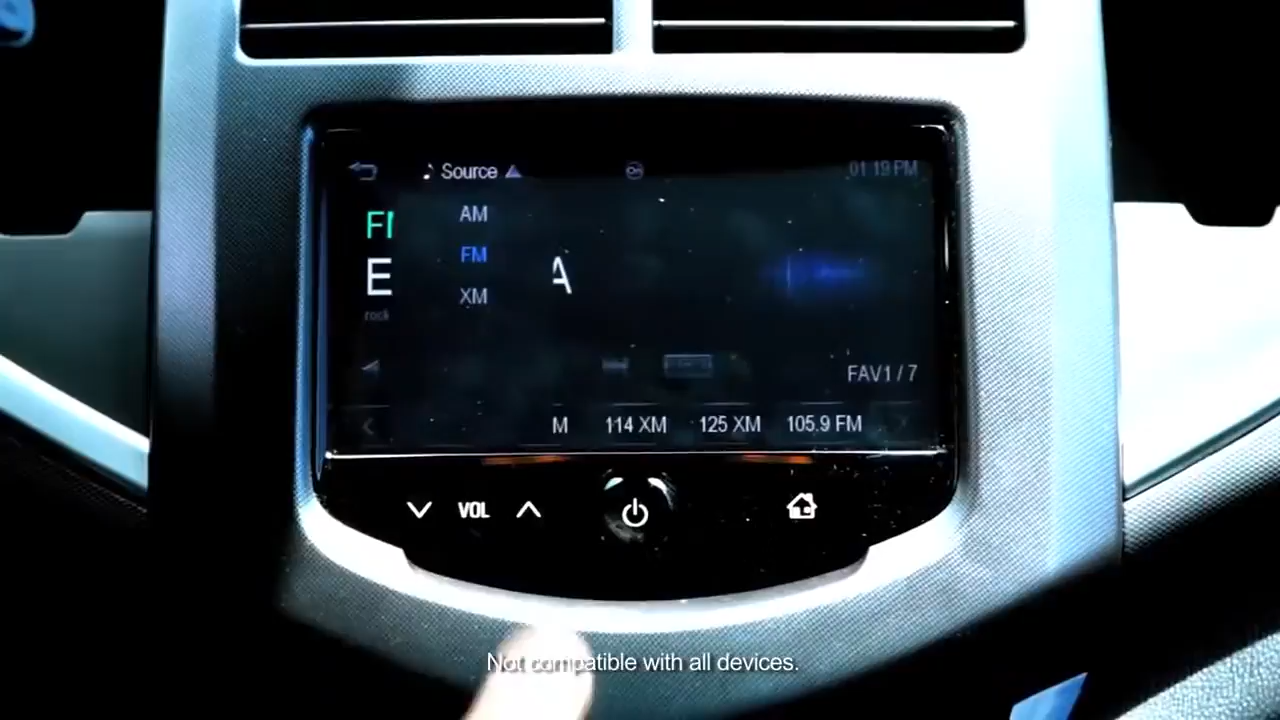 Source 01:19 PM
AM
FM
XM
rock
FAV1 / 7
M 114 XM 125 XM 105.9 FM
VOL
Not compatible with all devices.